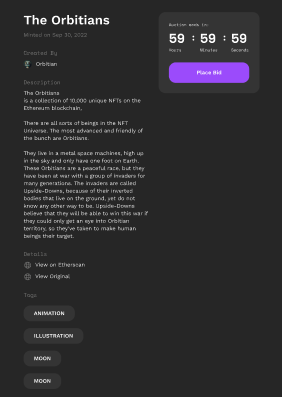 The Orbitians
Minted on Sep 30, 2022
Created By
Orbitian
Description
The Orbitians
is a collection of 10,000 unique NFTs on the
Ethereum blockchain,
There are all sorts of beings in the NFT
Universe. The most advanced and friendly of
the bunch are Orbitians.
They live in a metal space machines, high up
in the sky and only have one foot on Earth.
These Orbitians are a peaceful race, but they
have been at war with a group of invaders for
many generations. The invaders are called
Upside-Downs, because of their inverted
bodies that live on the ground, yet do not
know any other way to be. Upside-Downs
believe that they will be able to win this war if
they could only get an eye into Orbitian
territory, so they've taken to make human
beings their target.
Details
View on Etherscan
View Original
Tags
ANIMATION
ILLUSTRATION
MOON
MOON
Auction ends in:
59 : 59 : 59
Hours Minutes Seconds
Place Bid